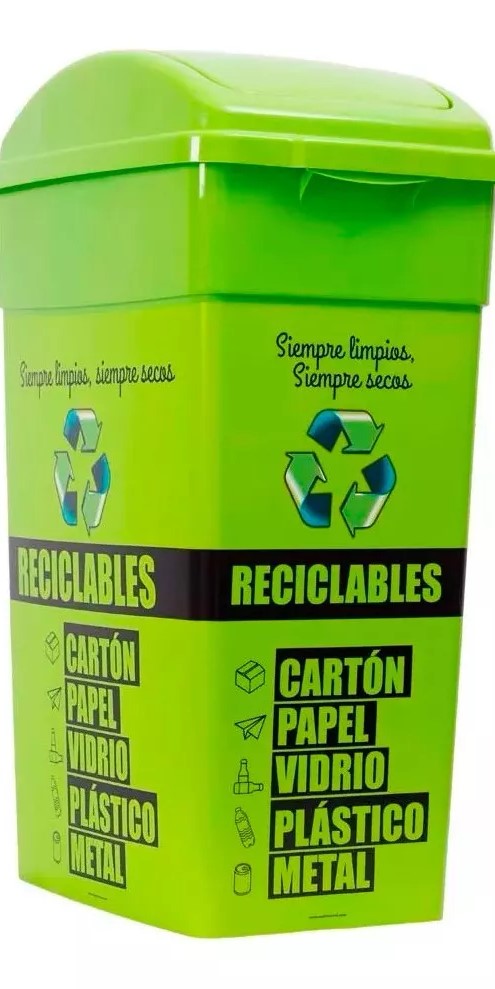 Siempre limpios, siempre secos
RECICLABLES
CARTÓN
PAPEL
VIDRIO
PLÁSTICO
METAL
Siempre limpios,
Siempre secos
RECICLABLES
CARTÓN
PAPEL
VIDRIO
PLÁSTICO
METAL